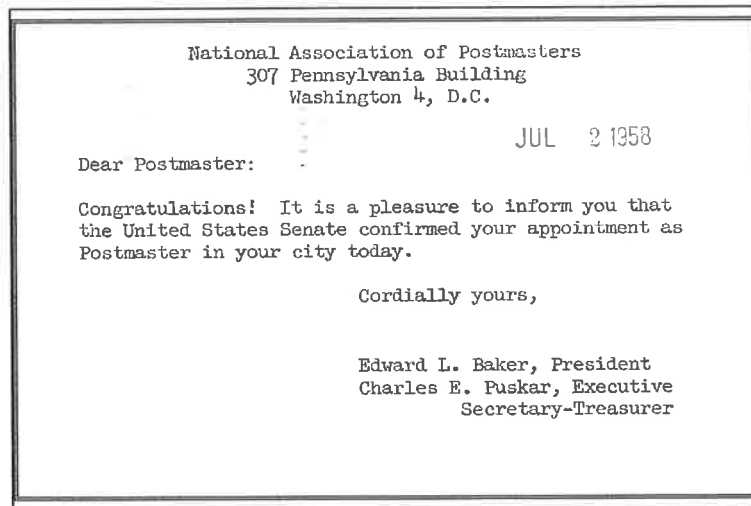 National Association of Postmasters
307 Pennsylvania Building
Washington 4, D.C.
JUL 2 1958
Dear Postmaster:
Congratulations! It is a pleasure to inform you that
the United States Senate confirmed your appointment as
Postmaster in your city today.
Cordially yours,
Edward L. Baker, President
Charles E. Puskar, Executive
Secretary-Treasurer